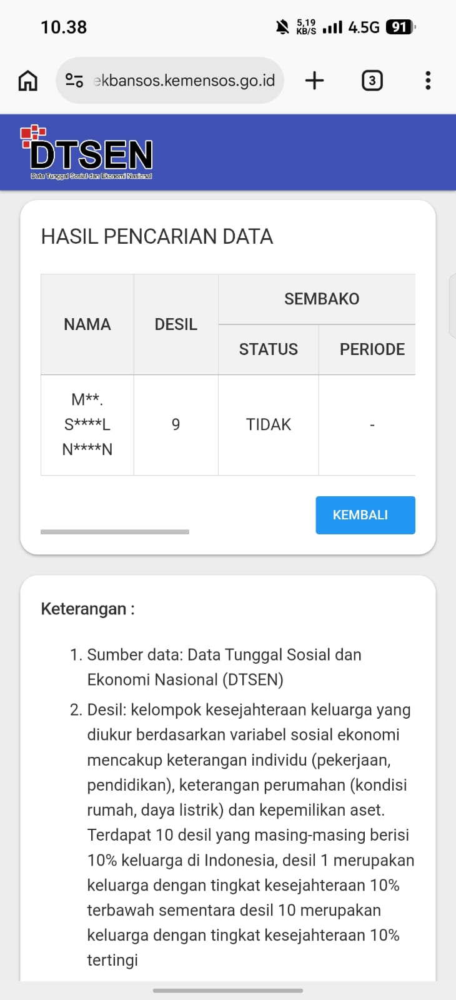 10.38
5,19
KB/S
4.5G
91
ekbansos.kemensos.go.id
3
DTSEN
Data Tunggal Sosial dan Ekonomi Nasional
HASIL PENCARIAN DATA
NAMA
DESIL
SEMBAKO
STATUS
PERIODE
M**.
S****L
N****N
9
TIDAK
-
KEMBALI
Keterangan :
1. Sumber data: Data Tunggal Sosial dan
Ekonomi Nasional (DTSEN)
2. Desil: kelompok kesejahteraan keluarga yang
diukur berdasarkan variabel sosial ekonomi
mencakup keterangan individu (pekerjaan,
pendidikan), keterangan perumahan (kondisi
rumah, daya listrik) dan kepemilikan aset.
Terdapat 10 desil yang masing-masing berisi
10% keluarga di Indonesia, desil 1 merupakan
keluarga dengan tingkat kesejahteraan 10%
terbawah sementara desil 10 merupakan
keluarga dengan tingkat kesejahteraan 10%
tertingi